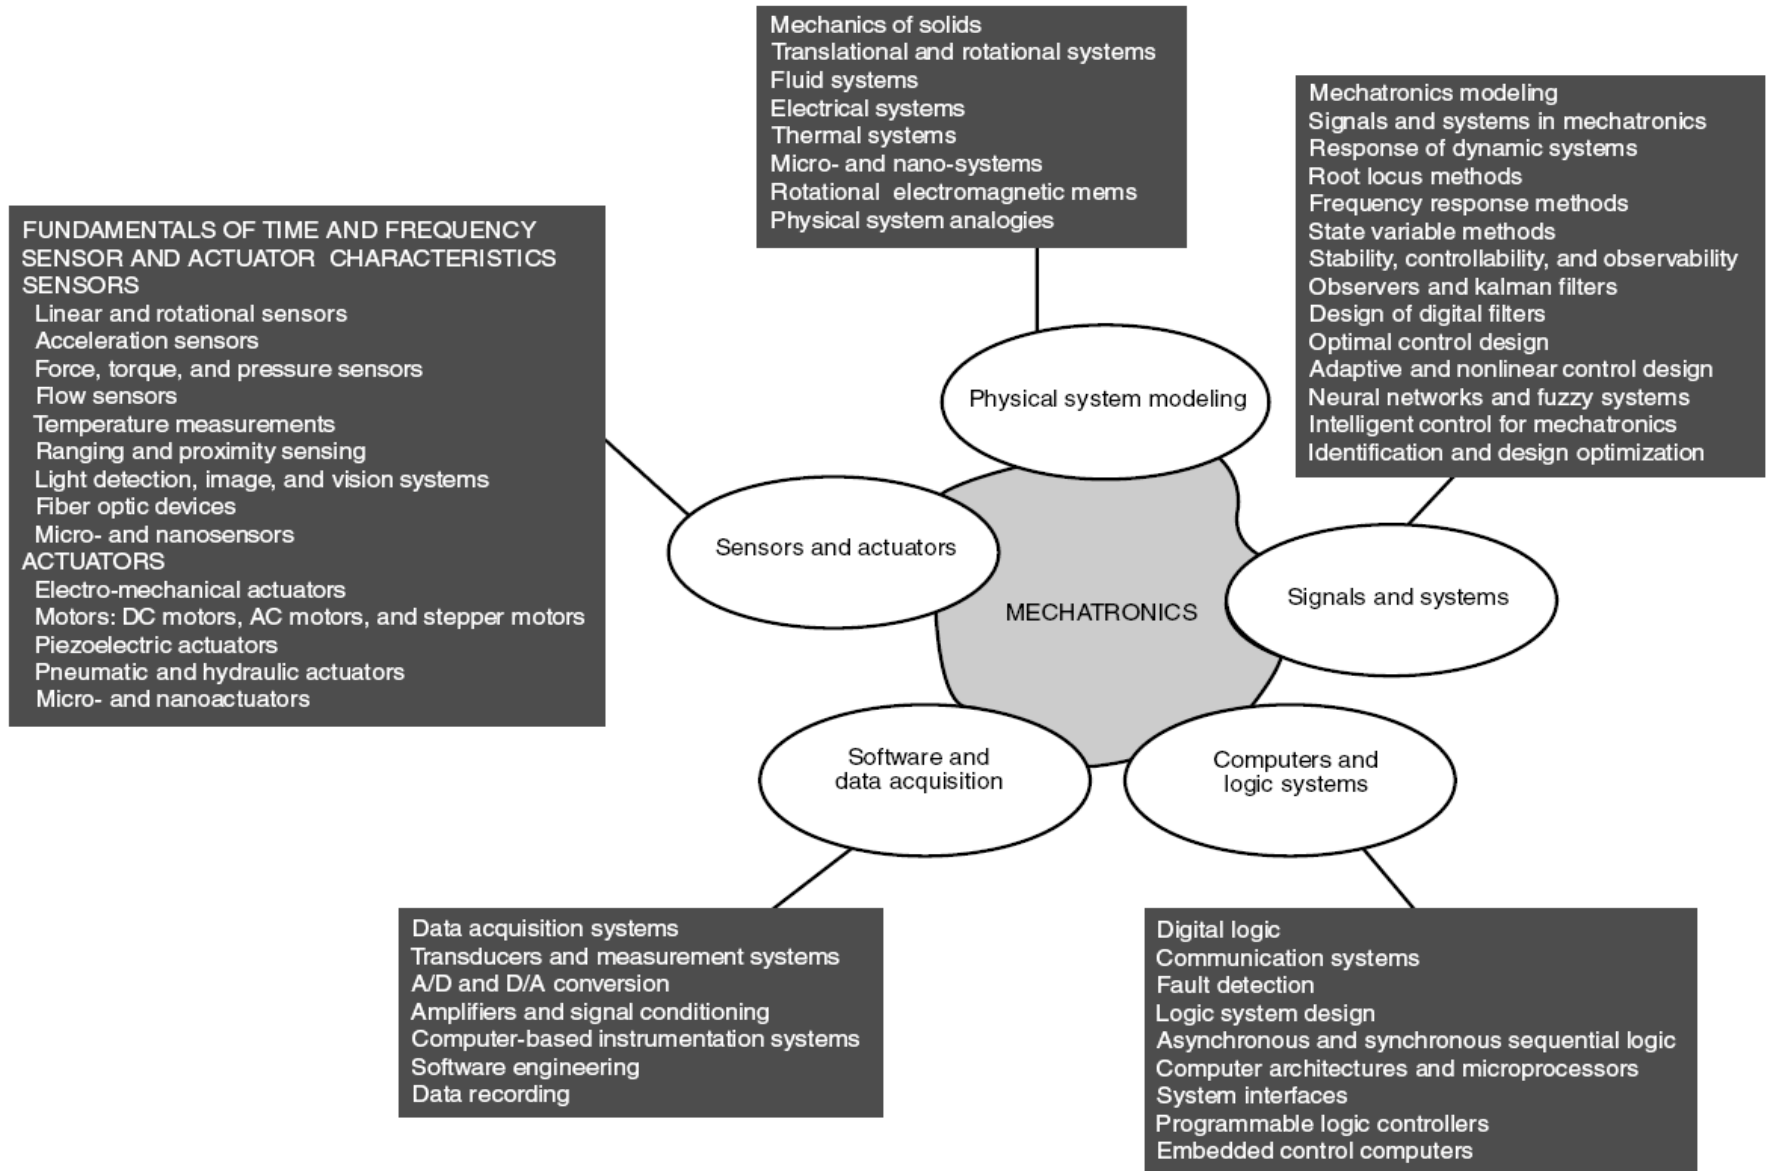 Mechanics of solids
Translational and rotational systems
Fluid systems
Electrical systems
Thermal systems
Micro- and nano-systems
Rotational electromagnetic mems
Physical system analogies
Mechatronics modeling
Signals and systems in mechatronics
Response of dynamic systems
Root locus methods
Frequency response methods
State variable methods
Stability, controllability, and observability
Observers and kalman filters
Design of digital filters
Optimal control design
Adaptive and nonlinear control design
Neural networks and fuzzy systems
Intelligent control for mechatronics
Identification and design optimization
FUNDAMENTALS OF TIME AND FREQUENCY
SENSOR AND ACTUATOR CHARACTERISTICS
SENSORS
Linear and rotational sensors
Acceleration sensors
Force, torque, and pressure sensors
Flow sensors
Temperature measurements
Ranging and proximity sensing
Light detection, image, and vision systems
Fiber optic devices
Micro- and nanosensors
ACTUATORS
Electro-mechanical actuators
Motors: DC motors, AC motors, and stepper motors
Piezoelectric actuators
Pneumatic and hydraulic actuators
Micro- and nanoactuators
Physical system modeling
Sensors and actuators
Signals and systems
MECHATRONICS
Software and
data acquisition
Computers and
logic systems
Data acquisition systems
Transducers and measurement systems
A/D and D/A conversion
Amplifiers and signal conditioning
Computer-based instrumentation systems
Software engineering
Data recording
Digital logic
Communication systems
Fault detection
Logic system design
Asynchronous and synchronous sequential logic
Computer architectures and microprocessors
System interfaces
Programmable logic controllers
Embedded control computers